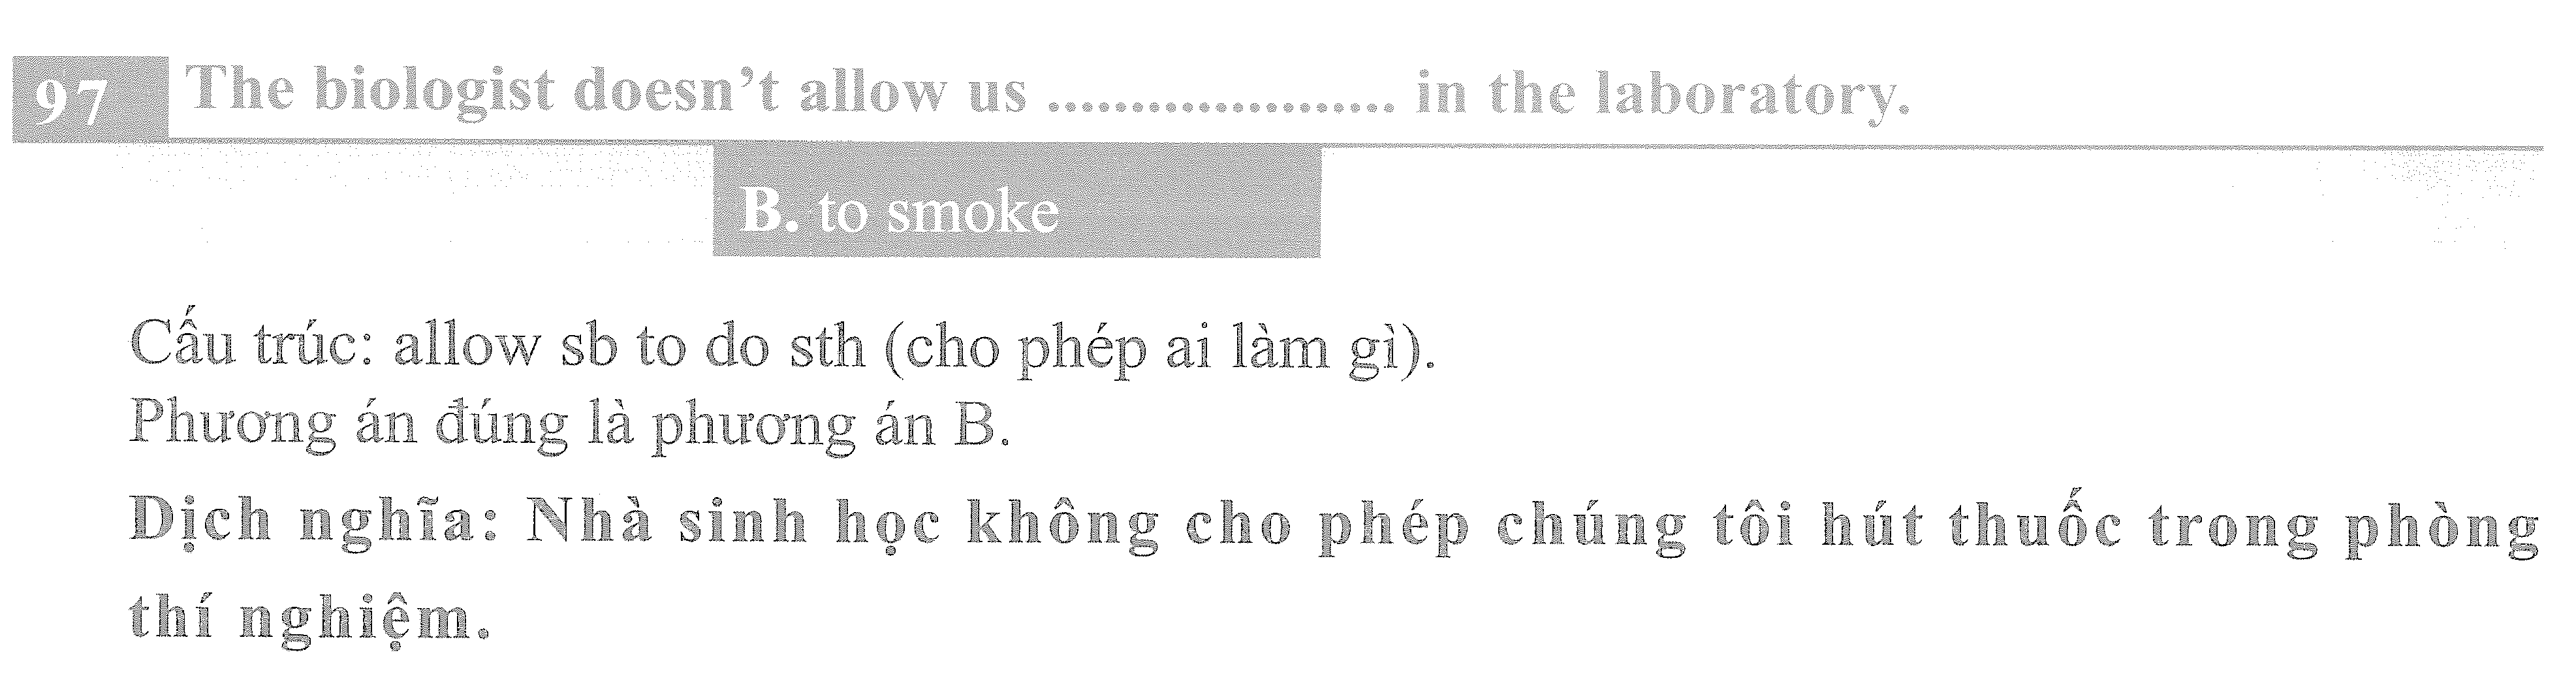 97 The biologist doesn’t allow us .................... in the laboratory.
B. to smoke
Cấu trúc: allow sb to do sth (cho phép ai làm gì).
Phương án đúng là phương án B.
Dịch nghĩa: Nhà sinh học không cho phép chúng tôi hút thuốc trong phòng
thí nghiệm.